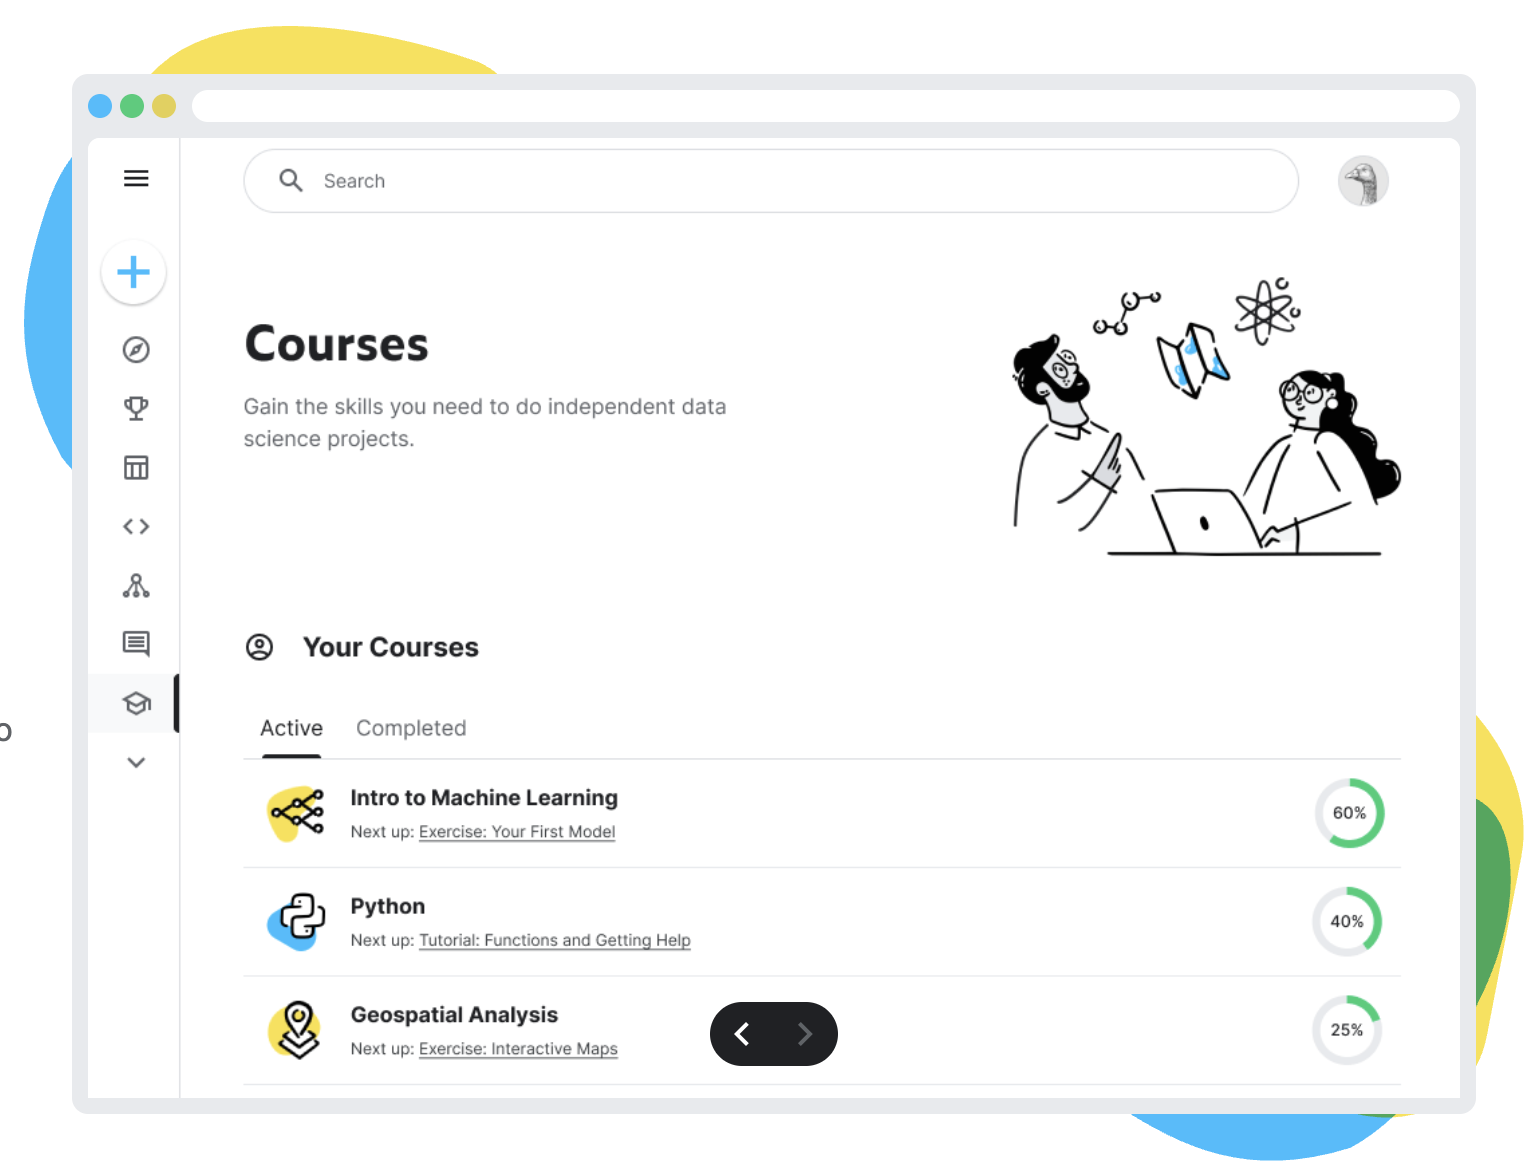 Search
Courses
Gain the skills you need to do independent data
science projects.
Your Courses
o
Active Completed
Intro to Machine Learning
Next up: Exercise: Your First Model
60%
Python
Next up: Tutorial: Functions and Getting Help
40%
Geospatial Analysis
Next up: Exercise: Interactive Maps
25%